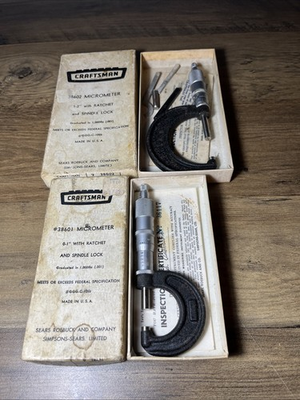 CRAFTSMAN
MICROMETER
WITH RATCHET
AND SPINDLE LOCK
MEETS OR EXCEEDS FEDERAL SPECIFICATION
MADE IN U.S.A.
SEARS ROEBUCK AND COMPANY
SIMPSONS-SEARS LIMITED
CRAFTSMAN
#38601 MICROMETER
0-1" WITH RATCHET
AND SPINDLE LOCK
MEETS OR EXCEEDS FEDERAL SPECIFICATION
MADE IN U.S.A.
SEARS ROEBUCK AND COMPANY
SIMPSONS-SEARS LIMITED
INSPECTION